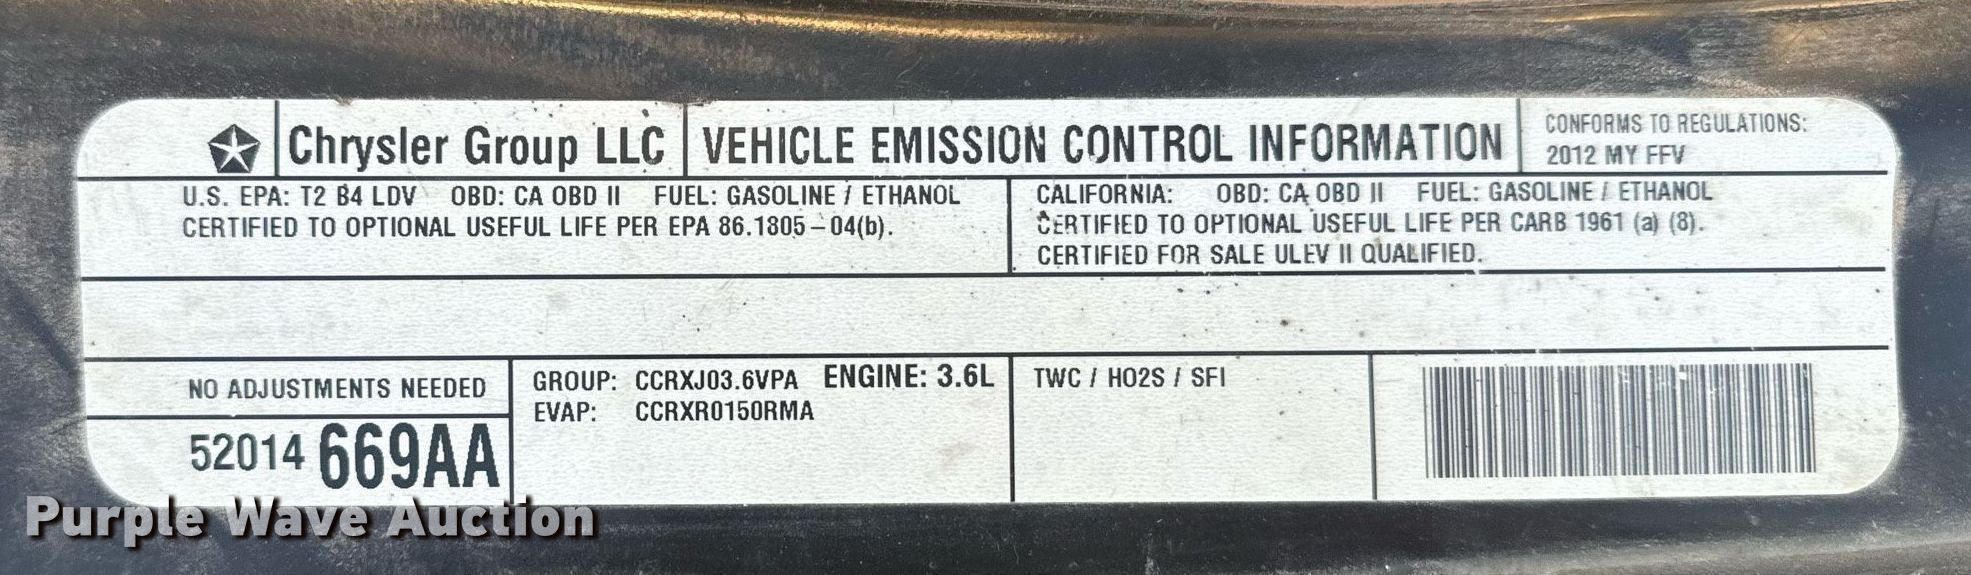 Chrysler Group LLC
VEHICLE EMISSION CONTROL INFORMATION
CONFORMS TO REGULATIONS:
2012 MY FFV
U.S. EPA: T2 B4 LDV OBD: CA OBD II FUEL: GASOLINE / ETHANOL
CERTIFIED TO OPTIONAL USEFUL LIFE PER EPA 86.1805-04(b).
CALIFORNIA: OBD: CA OBD II FUEL: GASOLINE / ETHANOL
CERTIFIED TO OPTIONAL USEFUL LIFE PER CARB 1961 (a) (8).
CERTIFIED FOR SALE ULEV II QUALIFIED.
NO ADJUSTMENTS NEEDED
52014 669AA
GROUP: CCRXJ03.6VPA ENGINE: 3.6L
EVAP: CCRXR0150RMA
TWC / HO2S / SFI
Purple Wave Auction